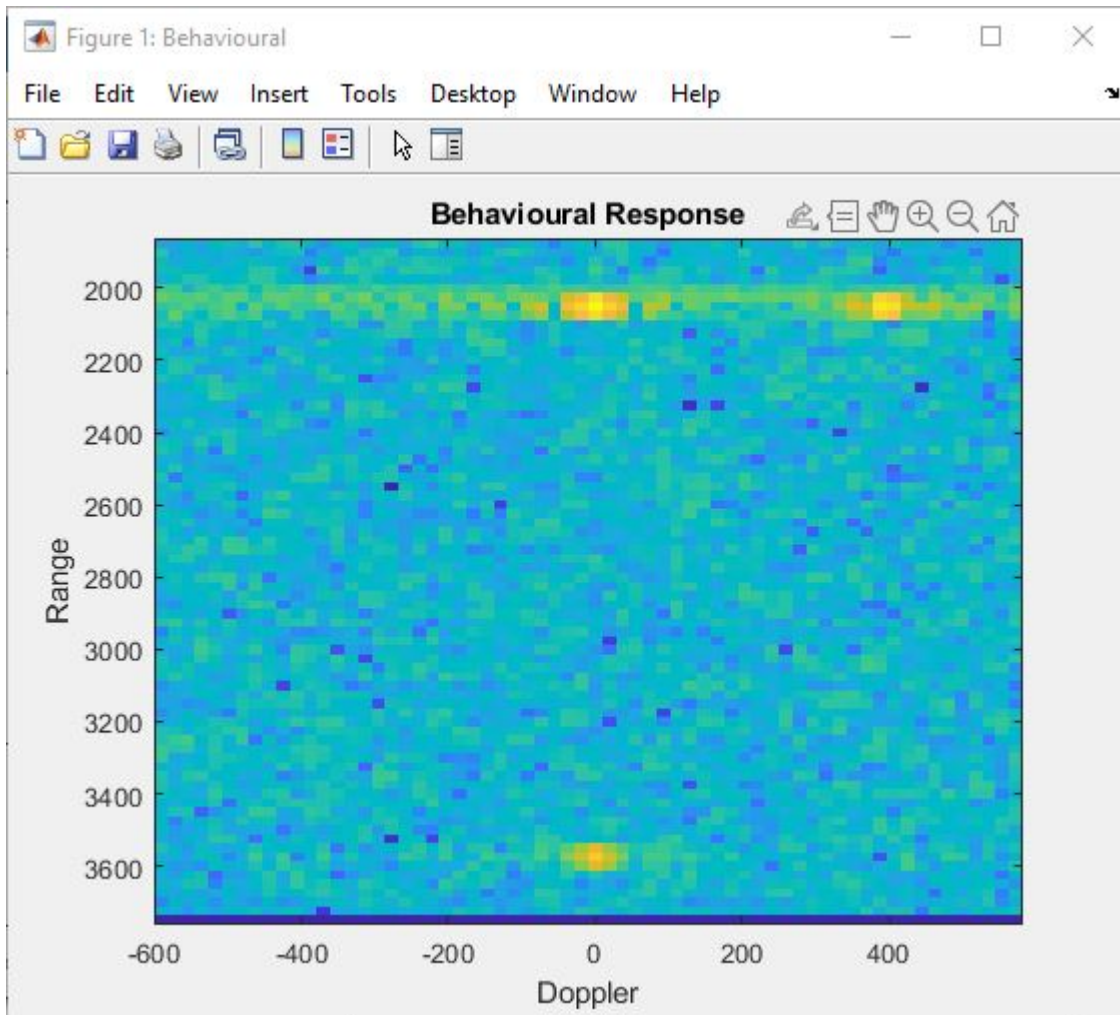 Figure 1: Behavioural
File Edit View Insert Tools Desktop Window Help
Behavioural Response
2000
2200
2400
2600
2800
3000
3200
3400
3600
Range
-600 -400 -200 0 200 400
Doppler